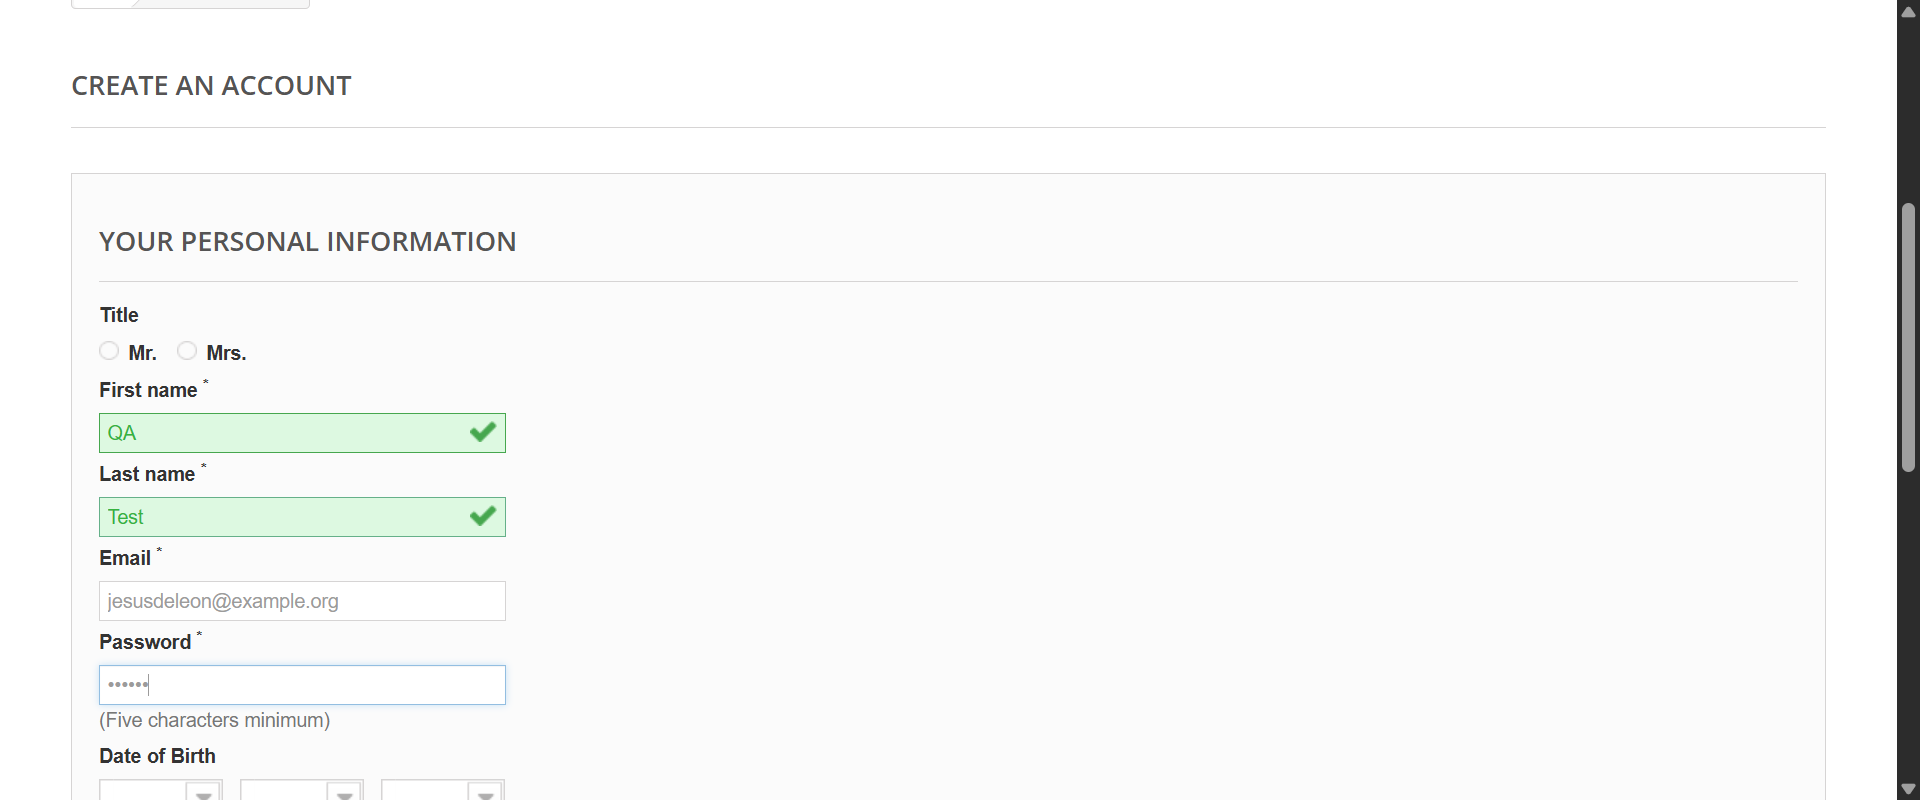 CREATE AN ACCOUNT
YOUR PERSONAL INFORMATION
Title
Mr. Mrs.
First name *
QA
Last name *
Test
Email *
jesusdeleon@example.org
Password *
••••••
(Five characters minimum)
Date of Birth